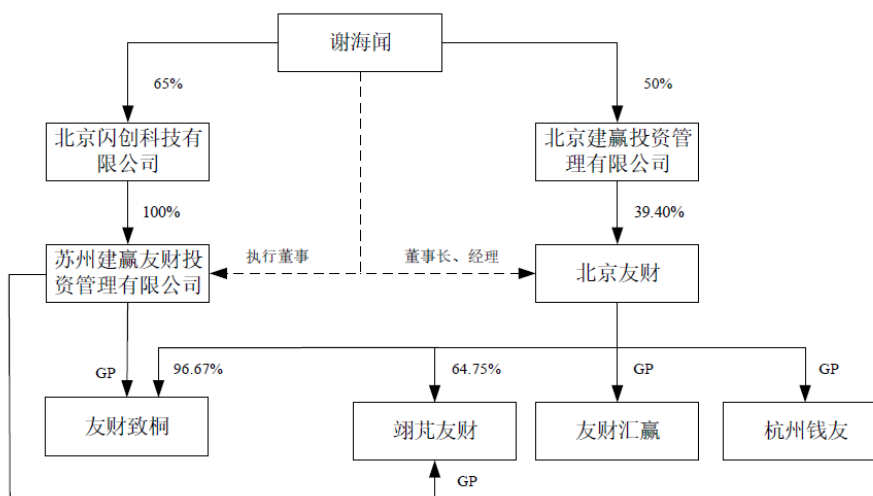 谢海闻
65%
50%
北京闪创科技有
限公司
北京建赢投资管
理有限公司
100%
39.40%
苏州建赢友财投
资管理有限公司
执行董事
董事长、经理
北京友财
GP
96.67%
64.75%
GP
GP
友财致桐
翊芃友财
友财汇赢
杭州钱友
GP